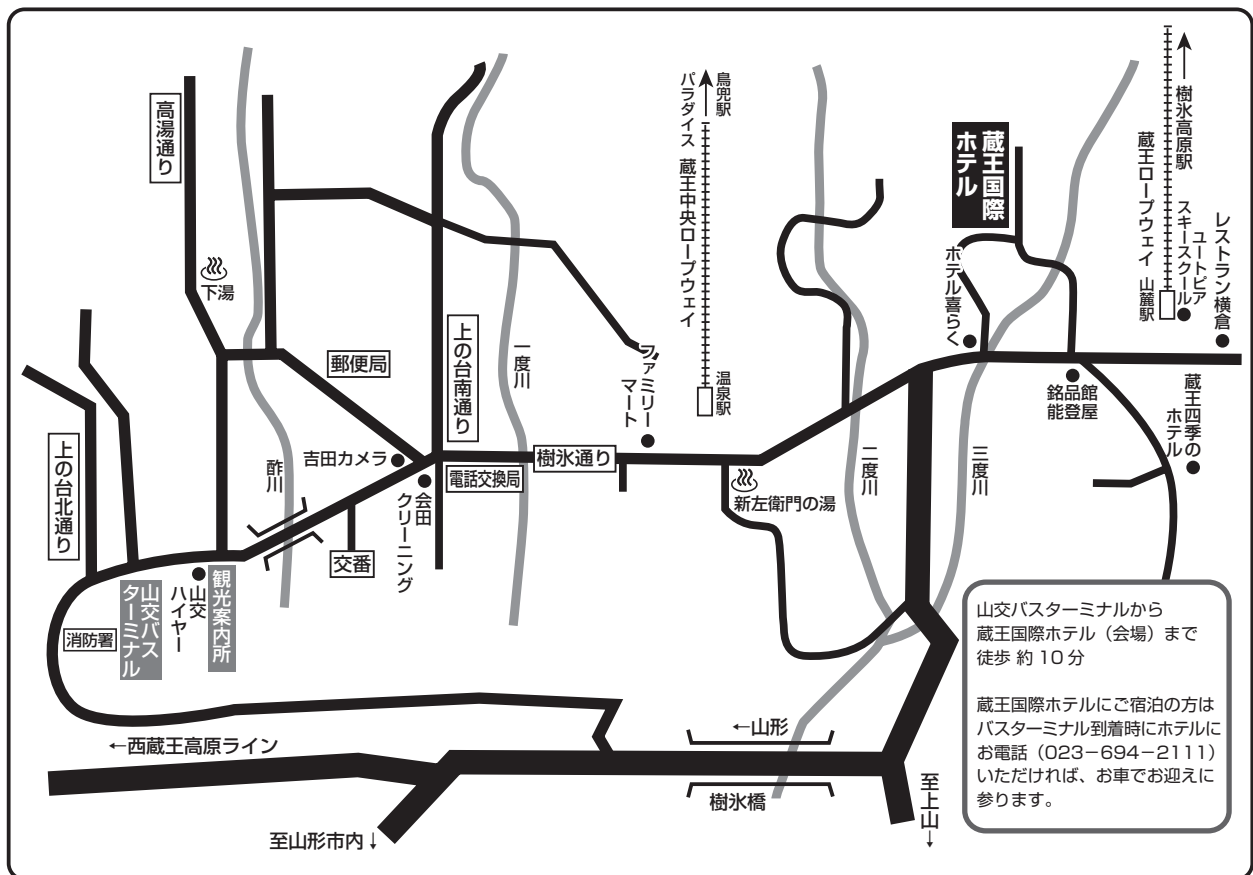 高湯通り
下湯
郵便局
上の台南通り
一度川
ファミリー
マート
鳥兜駅
パラダイス 蔵王中央ロープウェイ
温泉駅
蔵王国際
ホテル
ホテル喜らく
樹氷高原駅
蔵王ロープウェイ 山麓駅
ユートピア
スキースクール
レストラン横倉
銘品館
能登屋
蔵王四季の
ホテル
上の台北通り
酢川
吉田カメラ
会田
クリーニング
電話交換局
樹氷通り
新左衛門の湯
二度川
三度川
交番
消防署
山交バス
ターミナル
山交
ハイヤー
観光案内所
←西蔵王高原ライン
←山形
樹氷橋
至山形市内↓
至上山→
山交バスターミナルから
蔵王国際ホテル（会場）まで
徒歩 約10分
蔵王国際ホテルにご宿泊の方は
バスターミナル到着時にホテルに
お電話（023−694−2111）
いただければ、お車でお迎えに
参ります。